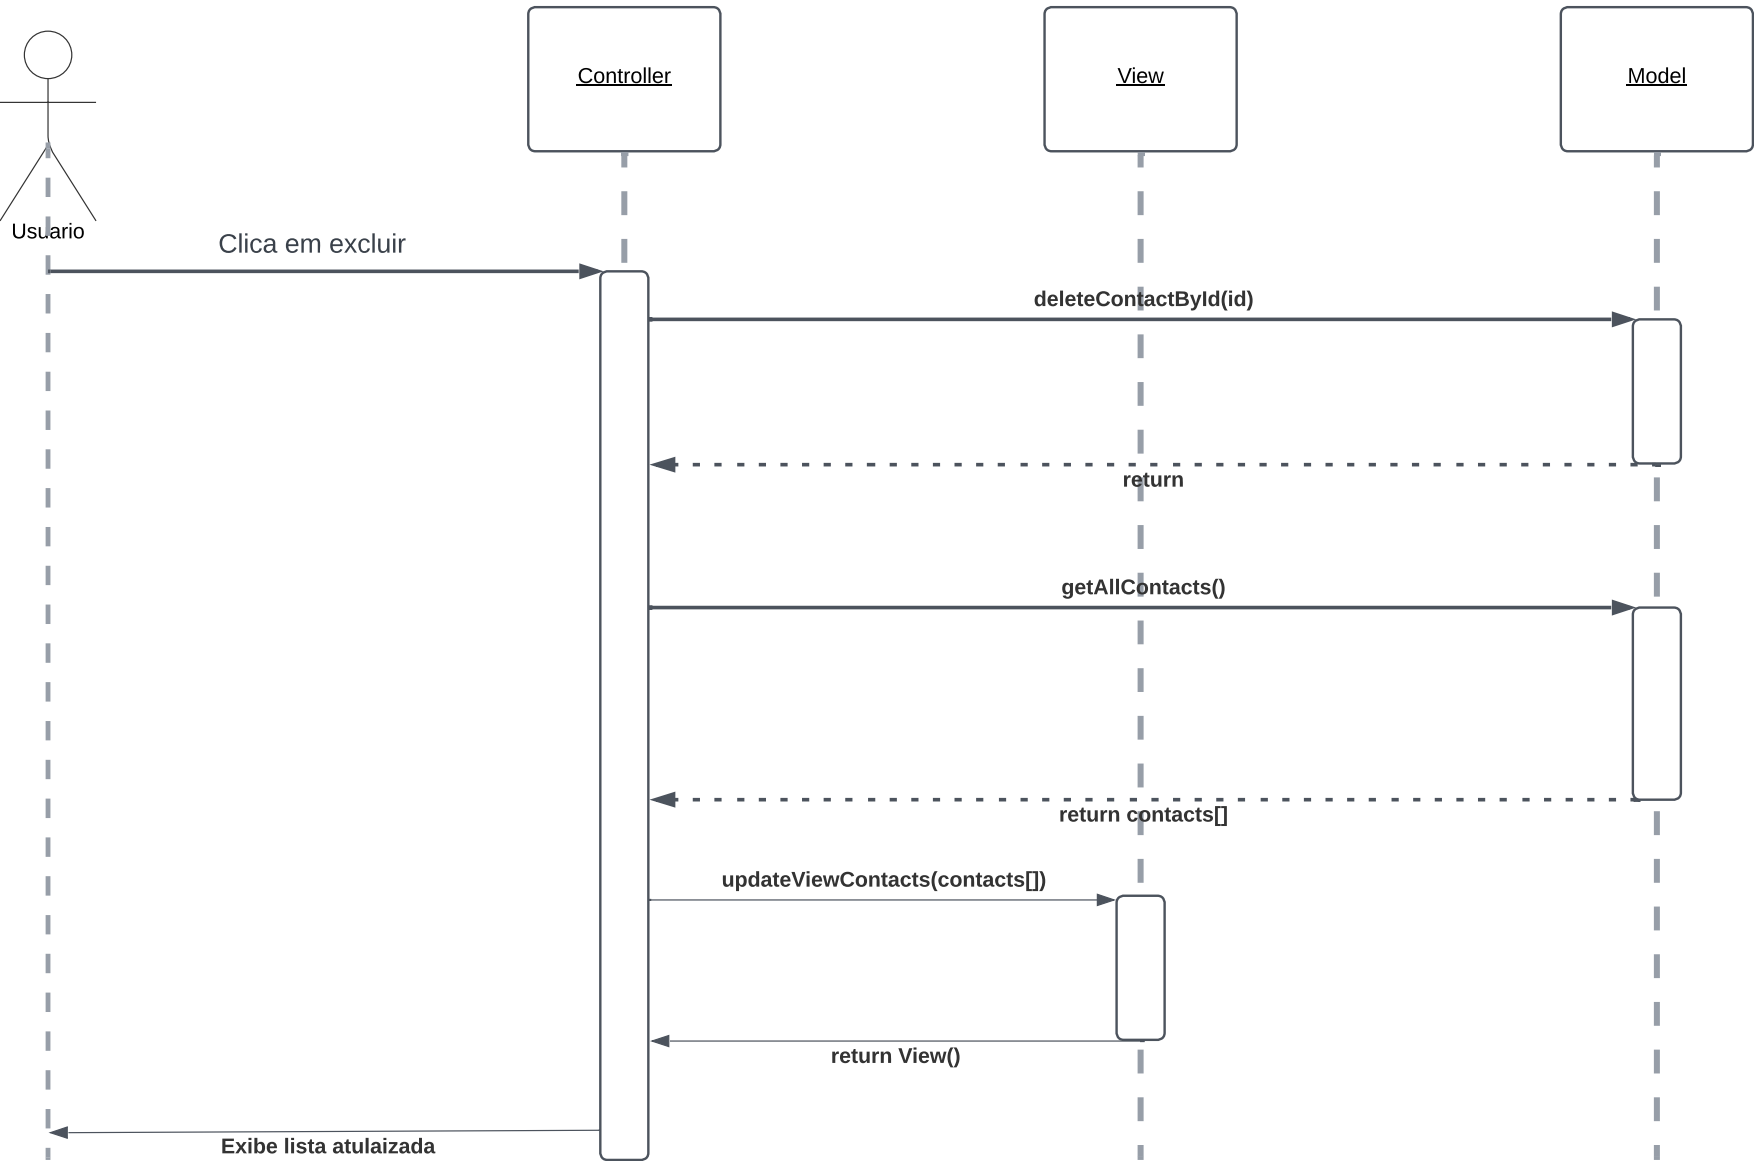 Controller
View
Model
Usuario
Clica em excluir
deleteContactById(id)
return
getAllContacts()
return contacts[]
updateViewContacts(contacts[])
return View()
Exibe lista atulaizada